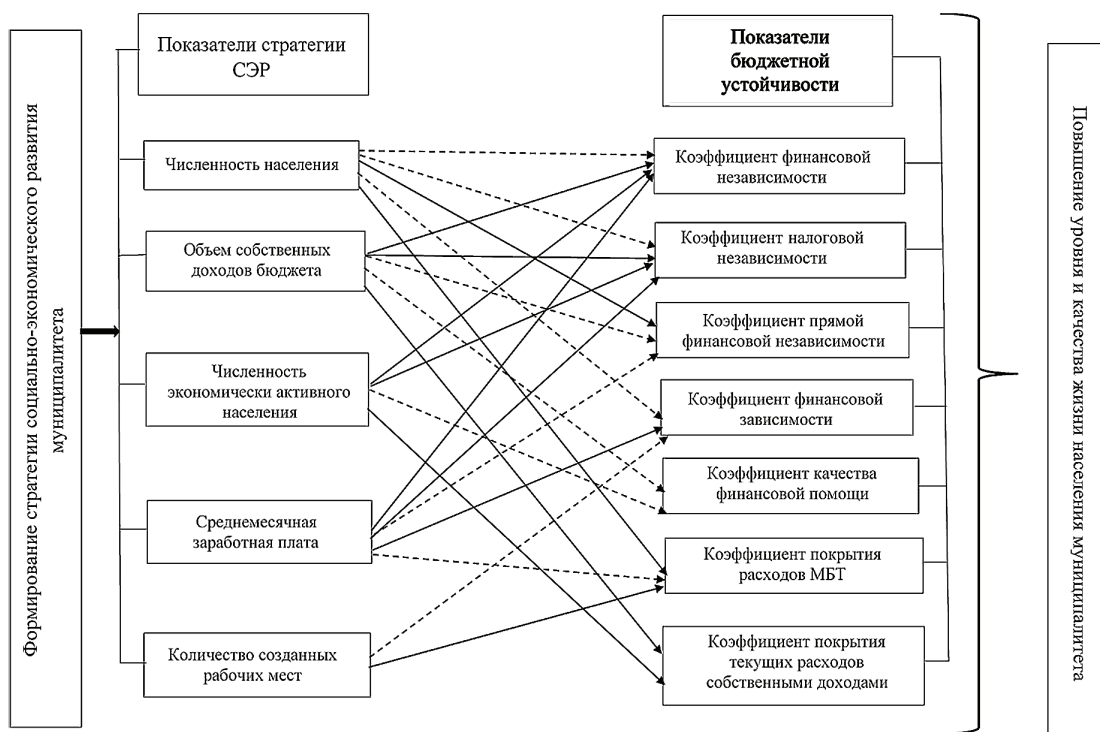 Формирование стратегии социально-экономического развития
муниципалитета
Показатели стратегии
СЭР
Численность населения
Объем собственных
доходов бюджета
Численность
экономически активного
населения
Среднемесячная
заработная плата
Количество созданных
рабочих мест
Показатели
бюджетной
устойчивости
Коэффициент финансовой
независимости
Коэффициент налоговой
независимости
Коэффициент прямой
финансовой независимости
Коэффициент финансовой
зависимости
Коэффициент качества
финансовой помощи
Коэффициент покрытия
расходов МБТ
Коэффициент покрытия
текущих расходов
собственными доходами
Повышение уровня и качества жизни населения муниципалитета